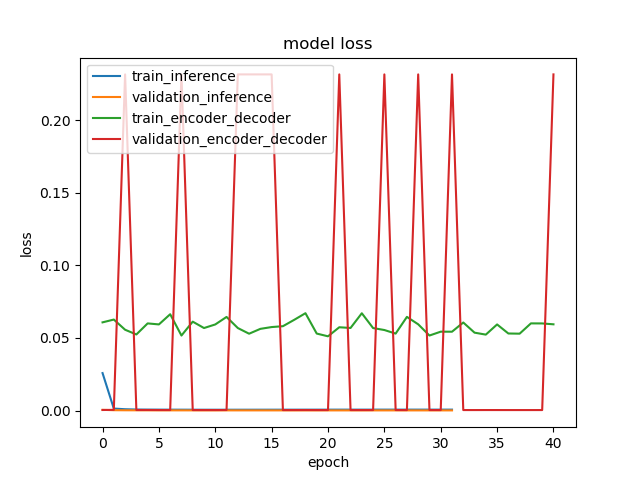 model loss
train_inference
validation_inference
train_encoder_decoder
validation_encoder_decoder
loss
0.20
0.15
0.10
0.05
0.00
0 5 10 15 20 25 30 35 40
epoch